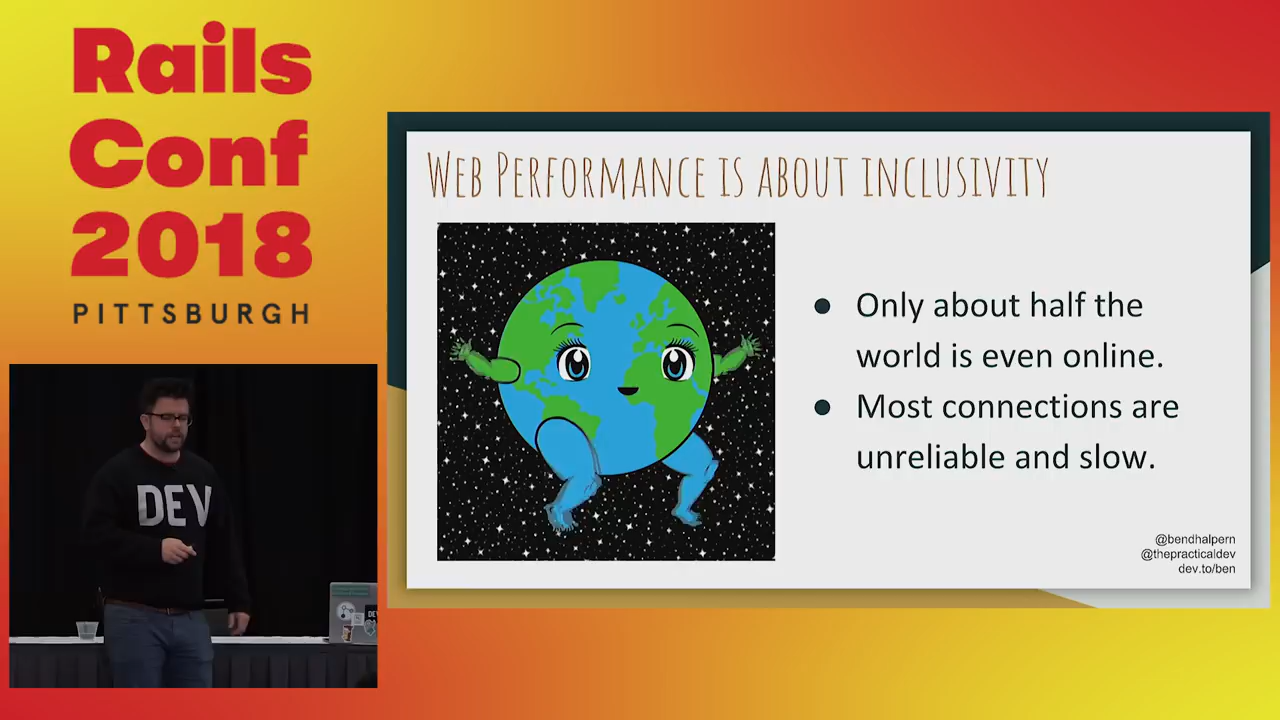 Rails
Conf
2018
PITTSBURGH
WEB PERFORMANCE IS ABOUT INCLUSIVITY
● Only about half the
world is even online.
● Most connections are
unreliable and slow.
@bendhalpern
@thepracticaldev
dev.to/ben
DEV
DEV